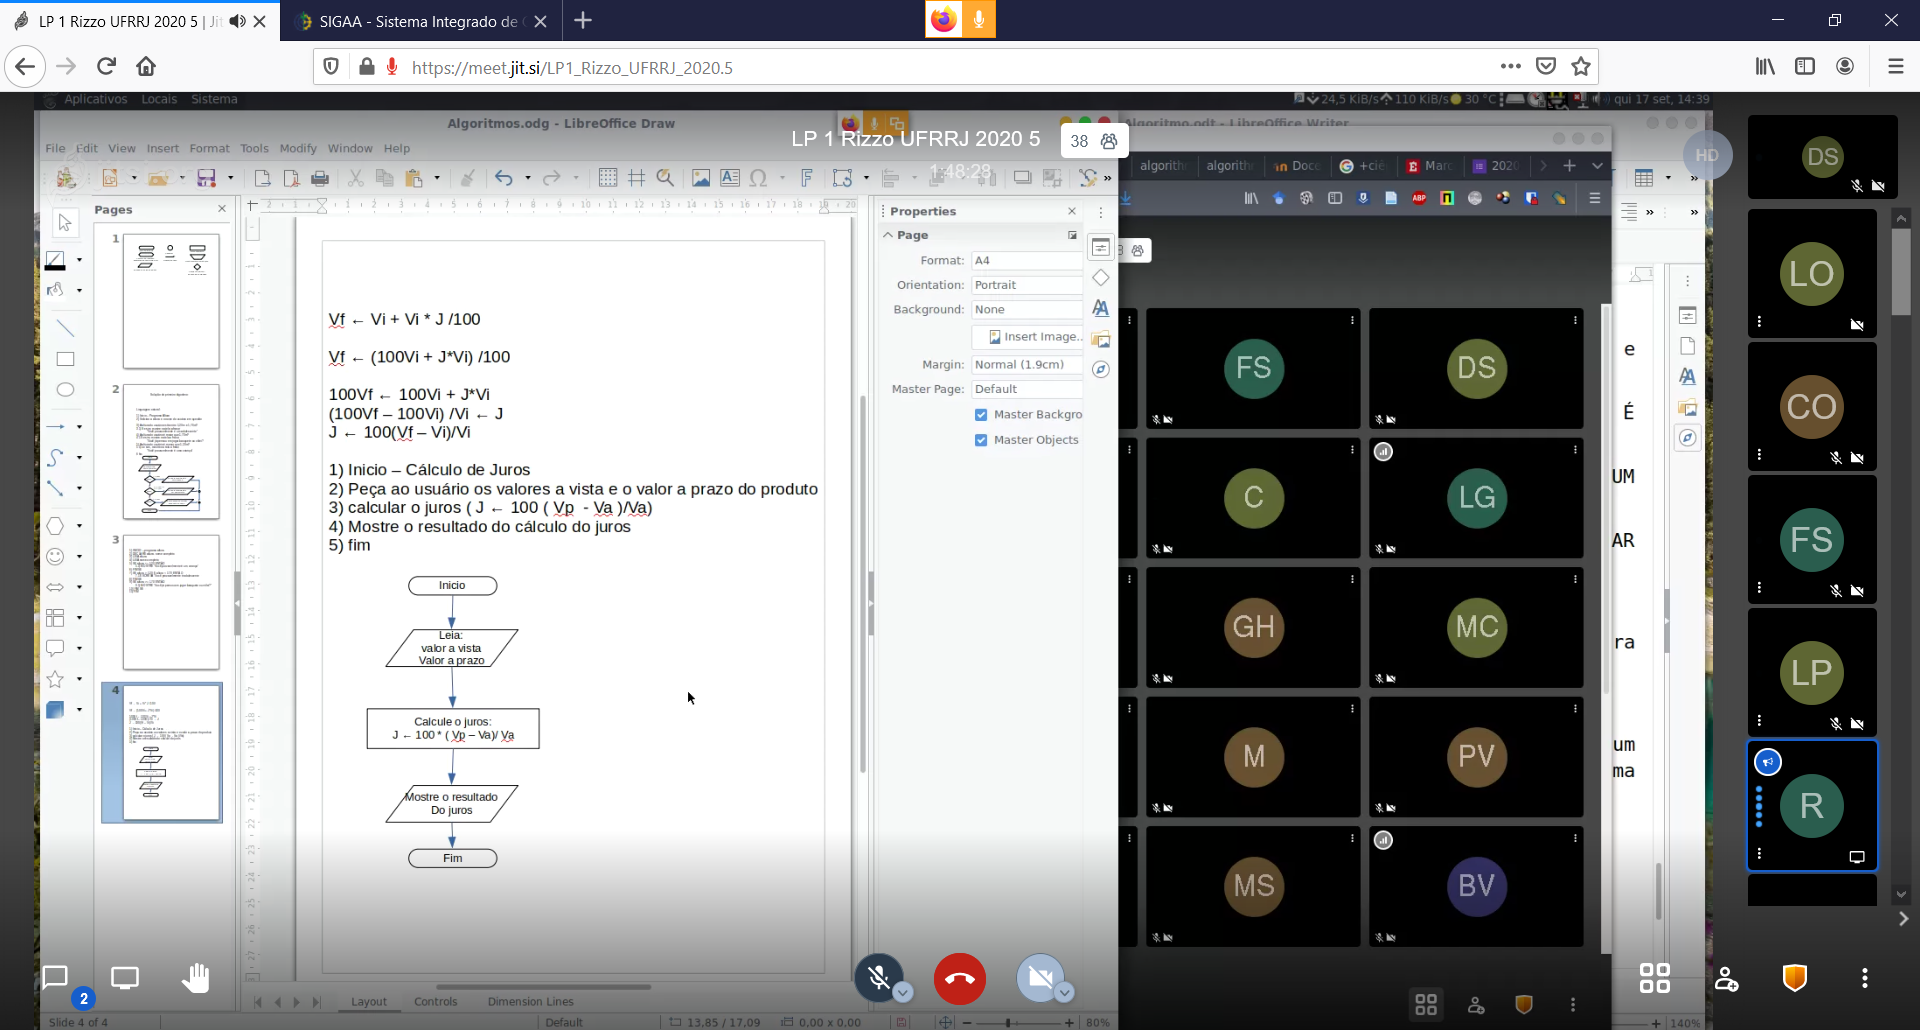 LP 1 Rizzo UFRRJ 2020 5 | Jit
SIGAA - Sistema Integrado de
https://meet.jit.si/LP1_Rizzo_UFRRJ_2020.5
Aplicativos Locais Sistema
24,5 KiB/s 110 KiB/s 30 °C qui 17 set, 14:39
Algoritmos.odg - LibreOffice Draw
Algoritmo.odt - LibreOffice Writer
LP 1 Rizzo UFRRJ 2020 5
38
1:48:28
File Edit View Insert Format Tools Modify Window Help
algorith algorith Doce +ciê Marc 2020
HD
Pages
1
2
3
4
Vf ← Vi + Vi * J /100
Vf ← (100Vi + J*Vi) /100
100Vf ← 100Vi + J*Vi
(100Vf – 100Vi) /Vi ← J
J ← 100(Vf – Vi)/Vi
1) Inicio – Cálculo de Juros
2) Peça ao usuário os valores a vista e o valor a prazo do produto
3) calcular o juros ( J ← 100 ( Vp - Va )/Va)
4) Mostre o resultado do cálculo do juros
5) fim
Inicio
Leia:
valor a vista
Valor a prazo
Calcule o juros:
J ← 100 * ( Vp – Va)/ Va
Mostre o resultado
Do juros
Fim
Properties
Page
Format: A4
Orientation: Portrait
Background: None
Insert Image..
Margin: Normal (1.9cm)
Master Page: Default
Master Backgro
Master Objects
ABP
FS DS
C LG
GH MC
M PV
MS BV
e
É
UM
AR
ra
um
ma
DS
LO
CO
FS
LP
R
2
Layout Controls Dimension Lines
Slide 4 of 4 Default 13,85 / 17,09 0,00 x 0,00 80%
140%